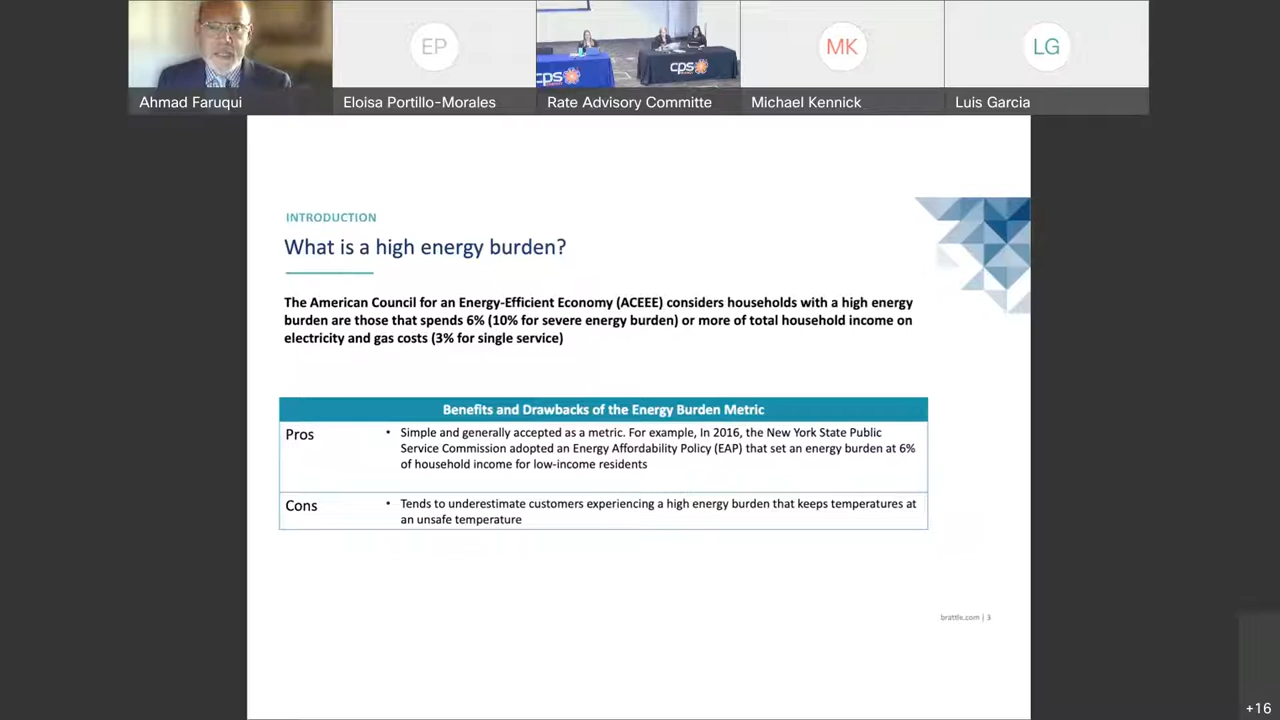 EP
cps
cps
MK
LG
Ahmad Faruqui
Eloisa Portillo-Morales
Rate Advisory Committe
Michael Kennick
Luis Garcia
INTRODUCTION
What is a high energy burden?
The American Council for an Energy-Efficient Economy (ACEEE) considers households with a high energy
burden are those that spends 6% (10% for severe energy burden) or more of total household income on
electricity and gas costs (3% for single service)
Benefits and Drawbacks of the Energy Burden Metric
Pros
• Simple and generally accepted as a metric. For example, In 2016, the New York State Public
Service Commission adopted an Energy Affordability Policy (EAP) that set an energy burden at 6%
of household income for low-income residents
Cons
• Tends to underestimate customers experiencing a high energy burden that keeps temperatures at
an unsafe temperature
brattle.com | 3
+16